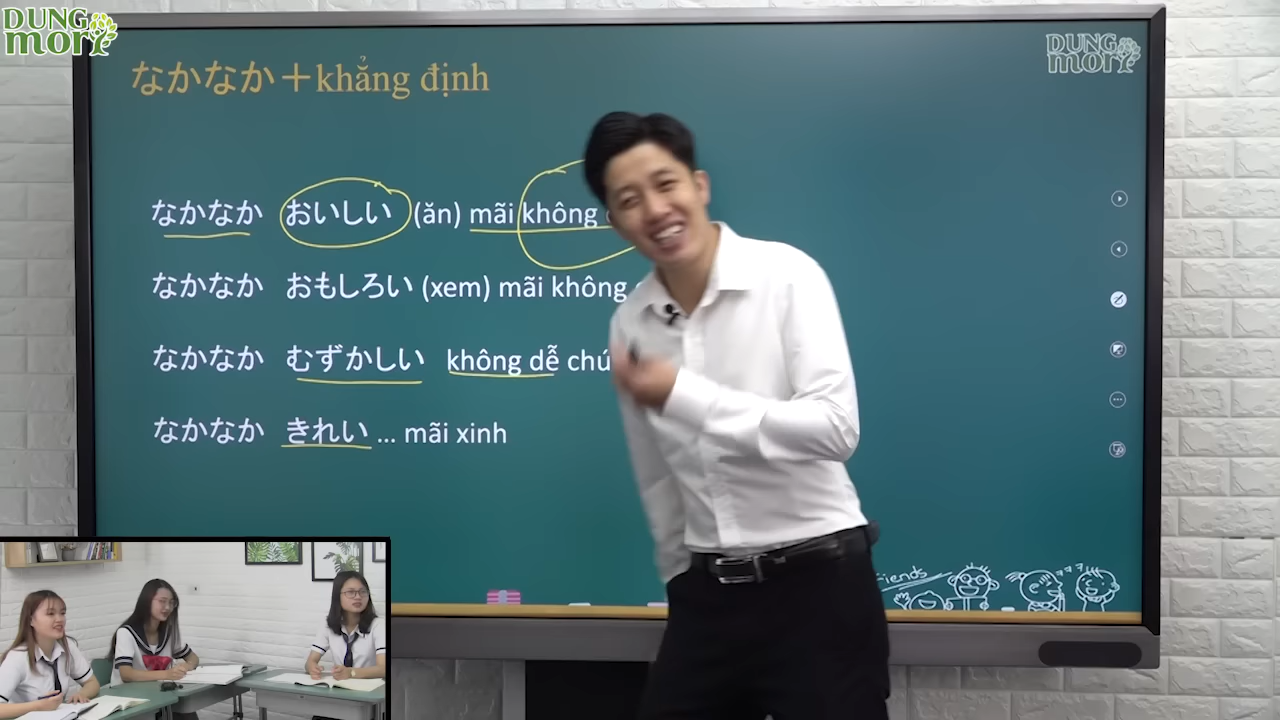 DUNG
mori
DUNG
mori
なかなか＋khẳng định
なかなか おいしい (ăn) mãi không
なかなか おもしろい (xem) mãi không
なかなか むずかしい không dễ
なかなか きれい ... mãi xinh